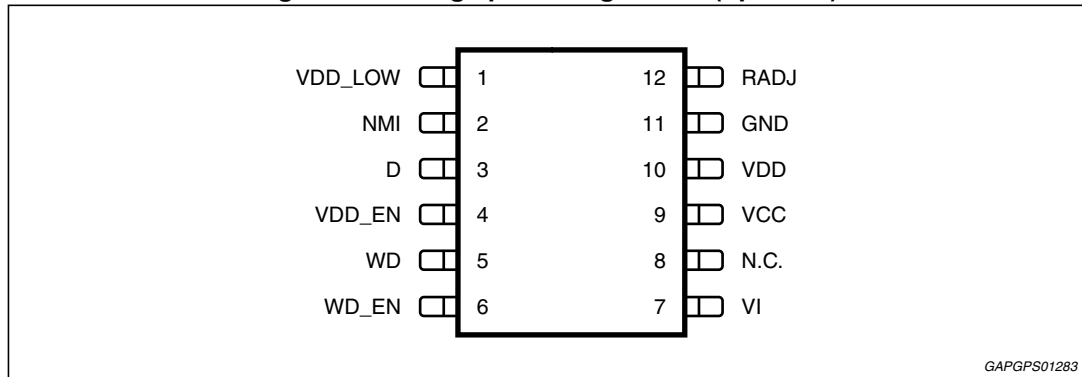 VDD_LOW 1 12 RADJ
NMI 2 11 GND
D 3 10 VDD
VDD_EN 4 9 VCC
WD 5 8 N.C.
WD_EN 6 7 VI
GAPGPS01283